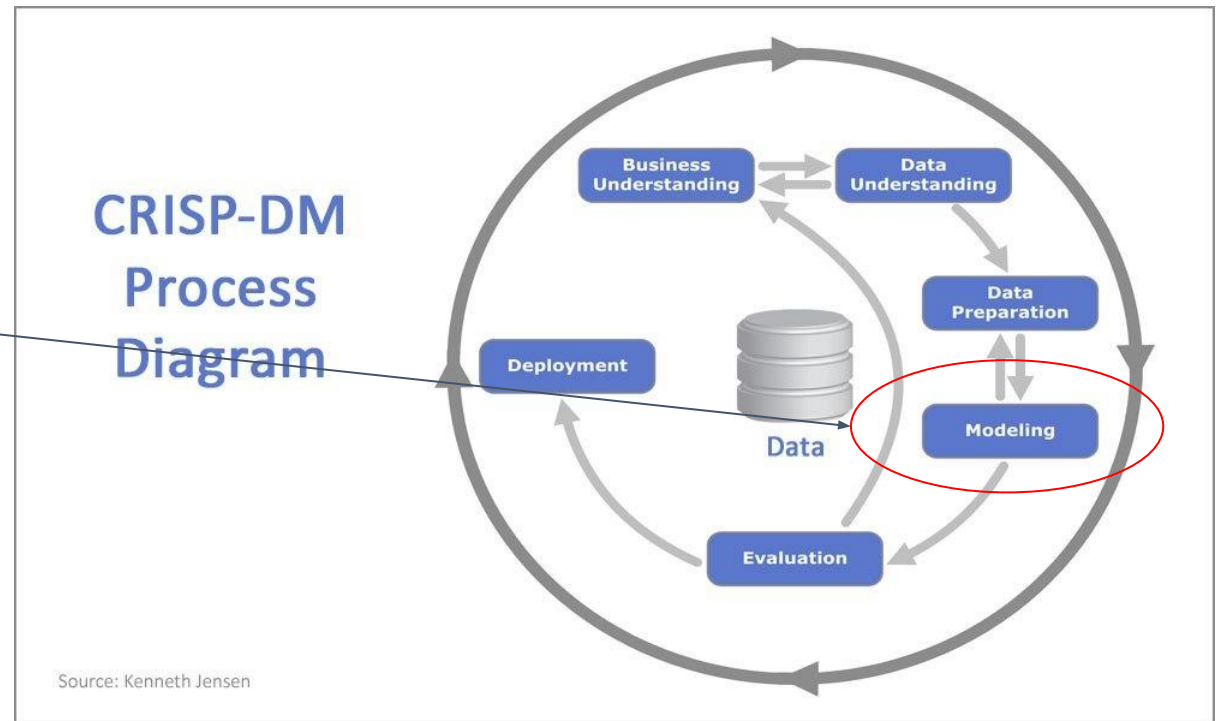 CRISP-DM
Process
Diagram
Business
Understanding
Data
Understanding
Data
Preparation
Modeling
Evaluation
Deployment
Data
Source: Kenneth Jensen